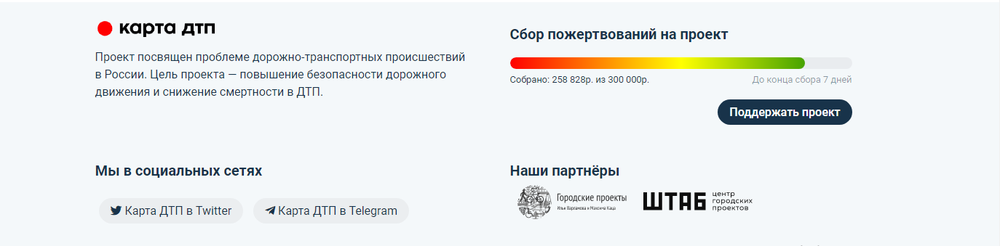 карта дтп
Проект посвящен проблеме дорожно-транспортных происшествий
в России. Цель проекта — повышение безопасности дорожного
движения и снижение смертности в ДТП.
Сбор пожертвований на проект
Собрано: 258 828р. из 300 000р.
До конца сбора 7 дней
Поддержать проект
Мы в социальных сетях
Карта ДТП в Twitter
Карта ДТП в Telegram
Наши партнёры
Городские проекты
Ильи Варламова и Максима Каца
ШТАБ
центр
городских
проектов